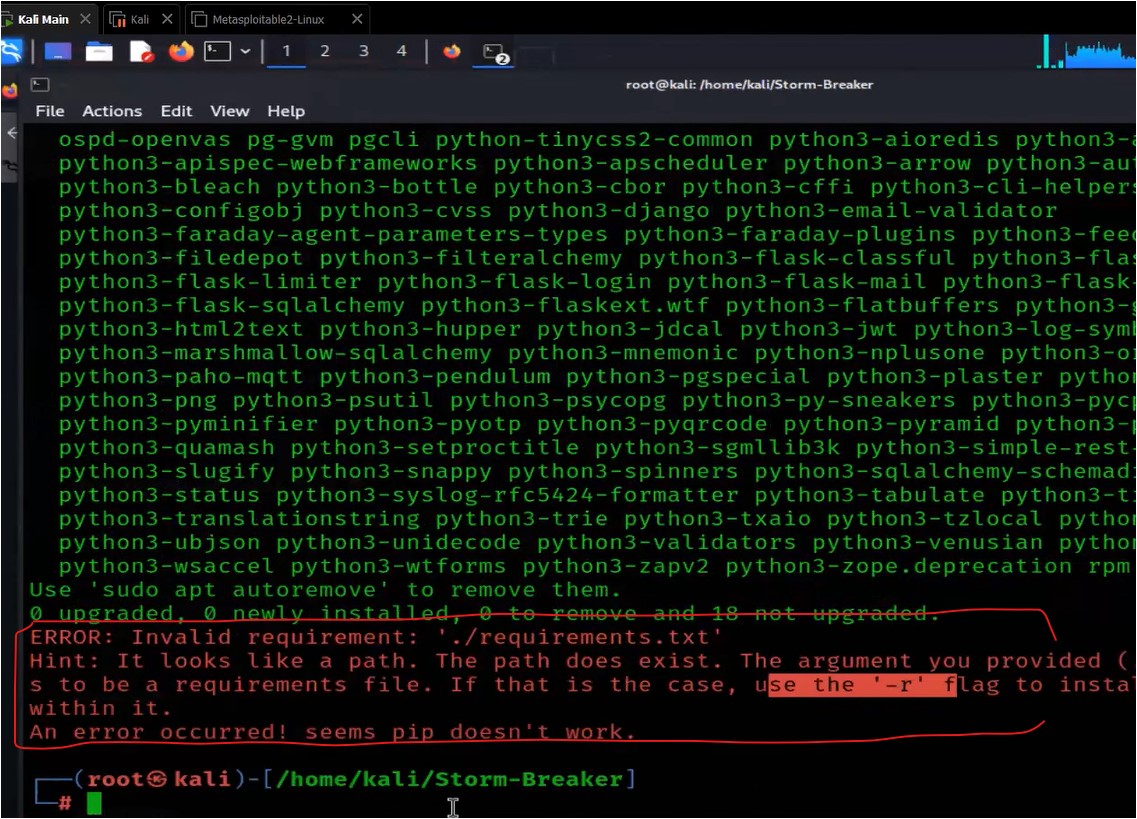 Kali Main
Kali
Metasploitable2-Linux
1 2 3 4
2
root@kali: /home/kali/Storm-Breaker
File Actions Edit View Help
ospd-openvas pg-gvm pgcli python-tinycss2-common python3-aioredis python3-a
python3-apispec-webframeworks python3-apscheduler python3-arrow python3-aut
python3-bleach python3-bottle python3-cbor python3-cffi python3-cli-helpers
python3-configobj python3-cvss python3-django python3-email-validator
python3-faraday-agent-parameters-types python3-faraday-plugins python3-feed
python3-filedepot python3-filteralchemy python3-flask-classful python3-flas
python3-flask-limiter python3-flask-login python3-flask-mail python3-flask-
python3-flask-sqlalchemy python3-flaskext.wtf python3-flatbuffers python3-g
python3-html2text python3-hupper python3-jdcal python3-jwt python3-log-symb
python3-marshmallow-sqlalchemy python3-mnemonic python3-nplusone python3-o
python3-paho-mqtt python3-pendulum python3-pgspecial python3-plaster python
python3-png python3-psutil python3-psycopg python3-py-sneakers python3-pycp
python3-pyminifier python3-pyotp python3-pyqrcode python3-pyramid python3-p
python3-quamash python3-setproctitle python3-sgmllib3k python3-simple-rest-
python3-slugify python3-snappy python3-spinners python3-sqlalchemy-schemadi
python3-status python3-syslog-rfc5424-formatter python3-tabulate python3-ti
python3-translationstring python3-trie python3-txaio python3-tzlocal python
python3-ubjson python3-unidecode python3-validators python3-venusian python
python3-wsaccel python3-wtforms python3-zapv2 python3-zope.deprecation rpm
Use 'sudo apt autoremove' to remove them.
0 upgraded, 0 newly installed, 0 to remove and 18 not upgraded.
ERROR: Invalid requirement: './requirements.txt'
Hint: It looks like a path. The path does exist. The argument you provided (
s to be a requirements file. If that is the case, use the '-r' flag to instal
within it.
An error occurred! seems pip doesn't work.
(root㉿kali)-[/home/kali/Storm-Breaker]
#